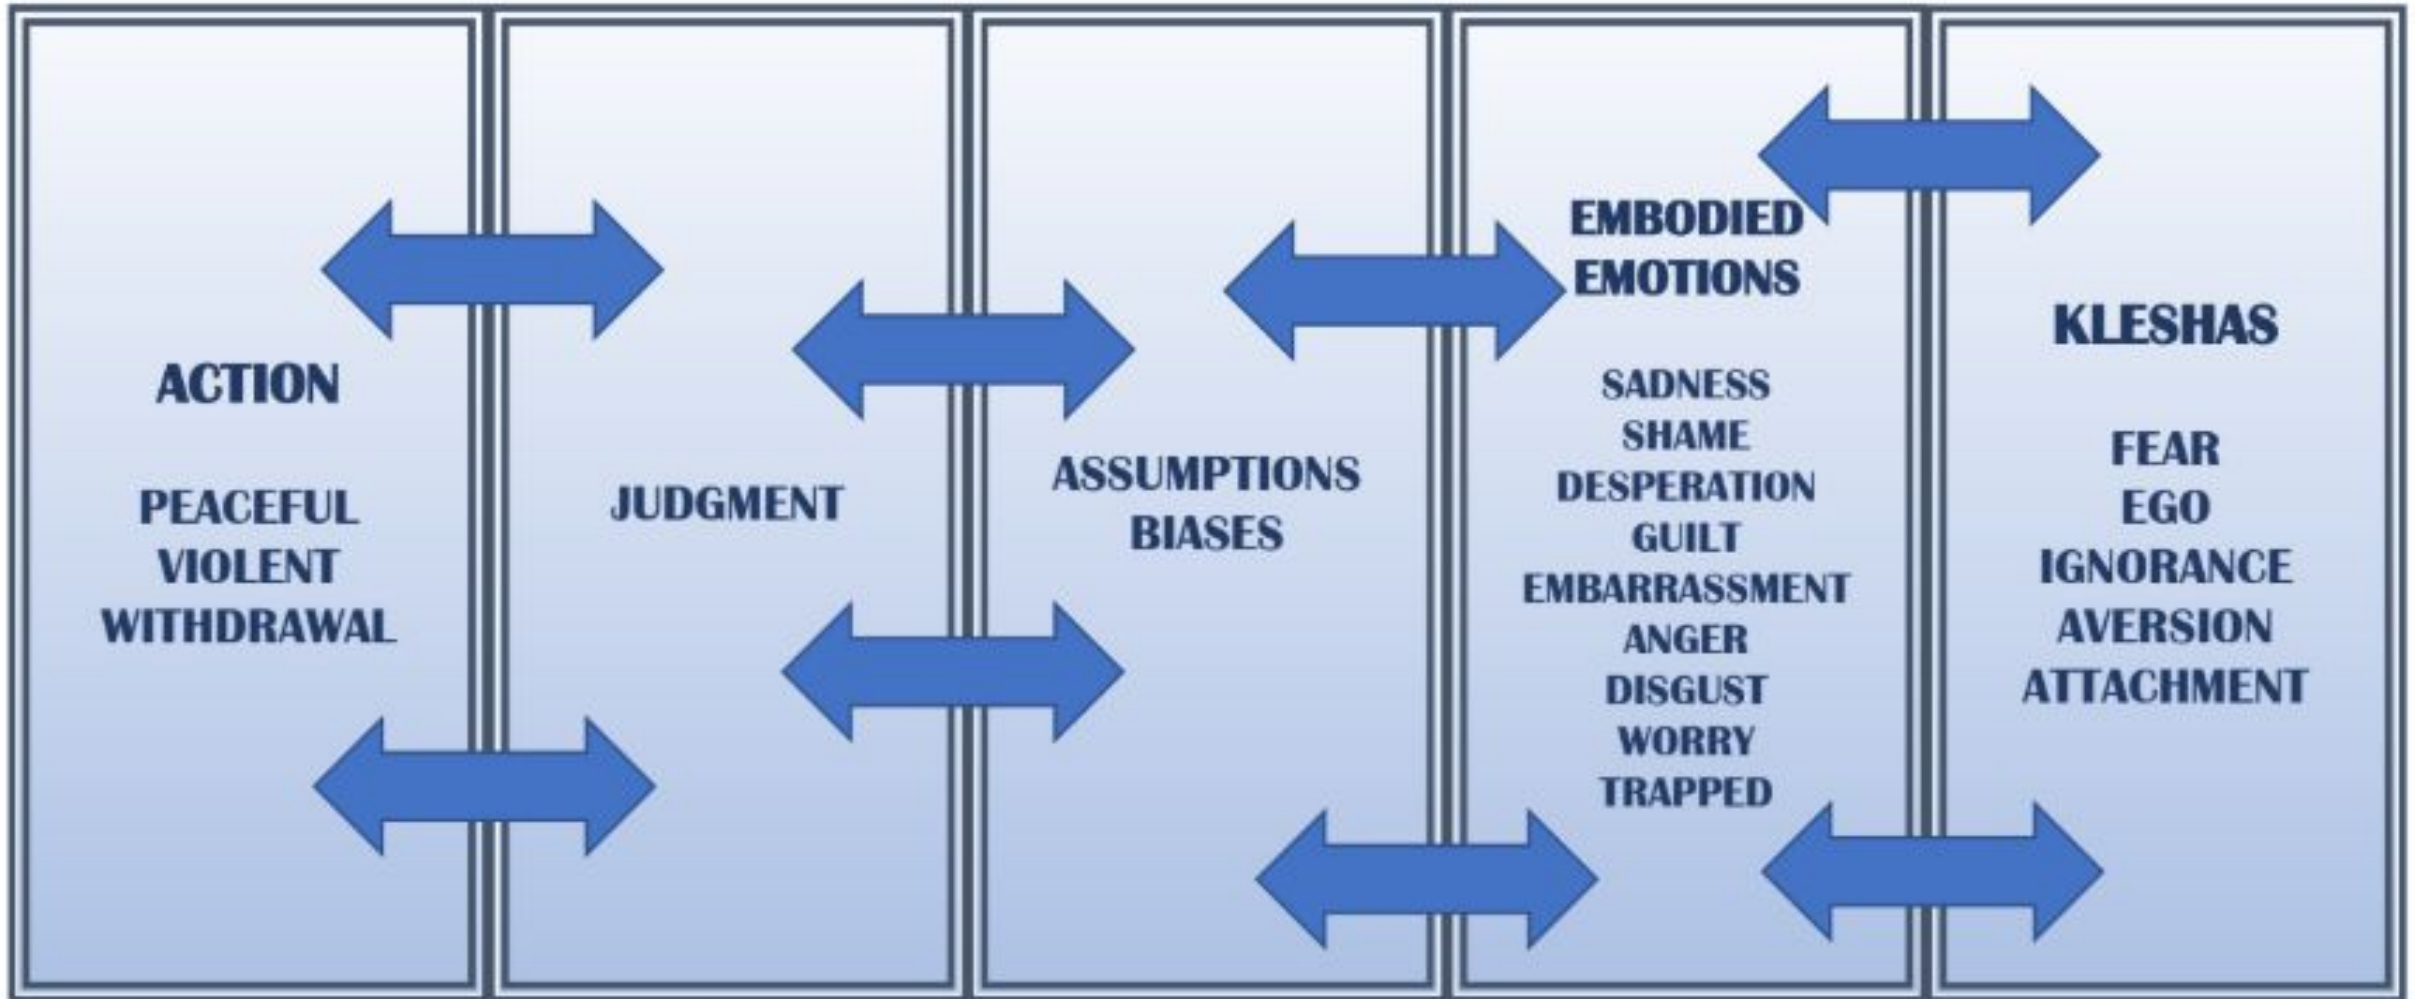 ACTION
PEACEFUL
VIOLENT
WITHDRAWAL
JUDGMENT
ASSUMPTIONS
BIASES
EMBODIED
EMOTIONS
SADNESS
SHAME
DESPERATION
GUILT
EMBARRASSMENT
ANGER
DISGUST
WORRY
TRAPPED
KLESHAS
FEAR
EGO
IGNORANCE
AVERSION
ATTACHMENT